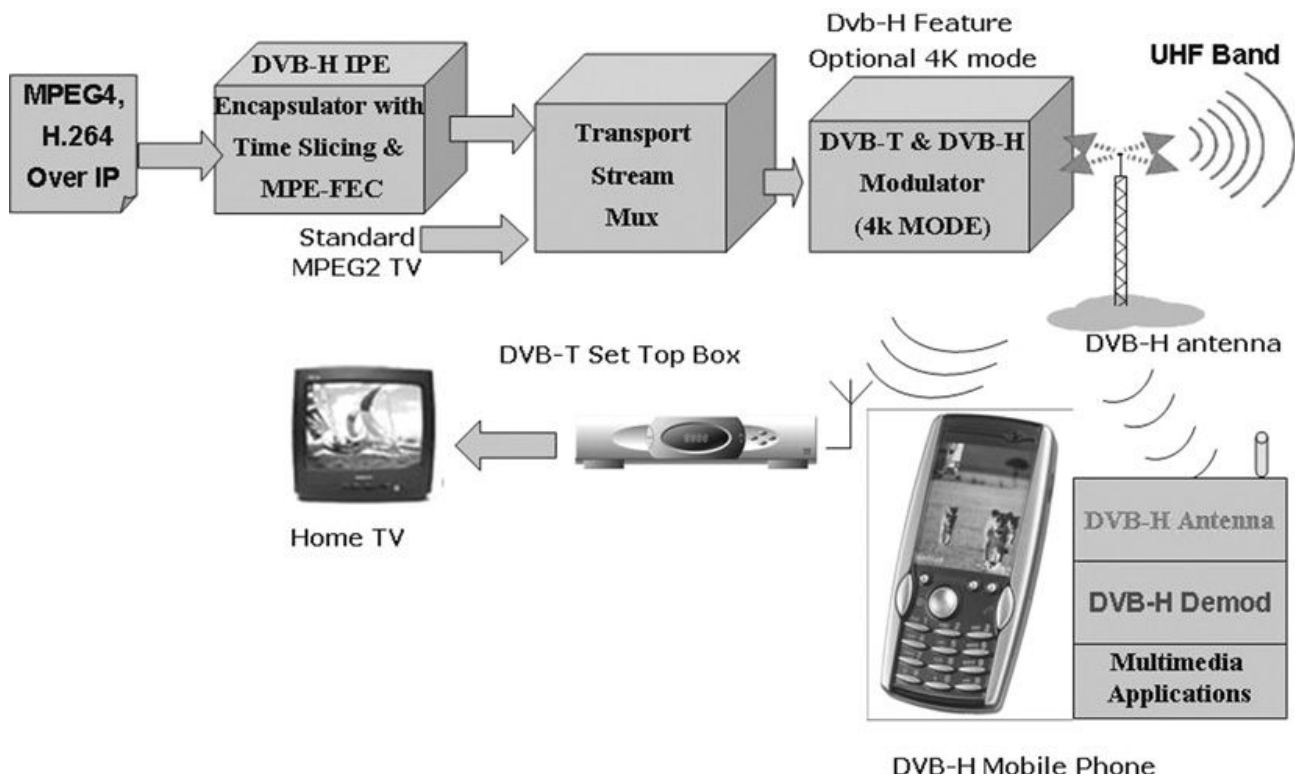 Dvb-H Feature
Optional 4K mode
UHF Band
MPEG4,
H.264
Over IP
DVB-H IPE
Encapsulator with
Time Slicing &
MPE-FEC
Transport
Stream
Mux
DVB-T & DVB-H
Modulator
(4k MODE)
Standard
MPEG2 TV
DVB-H antenna
DVB-T Set Top Box
Home TV
DVB-H Antenna
DVB-H Demod
Multimedia
Applications
DVB-H Mobile Phone